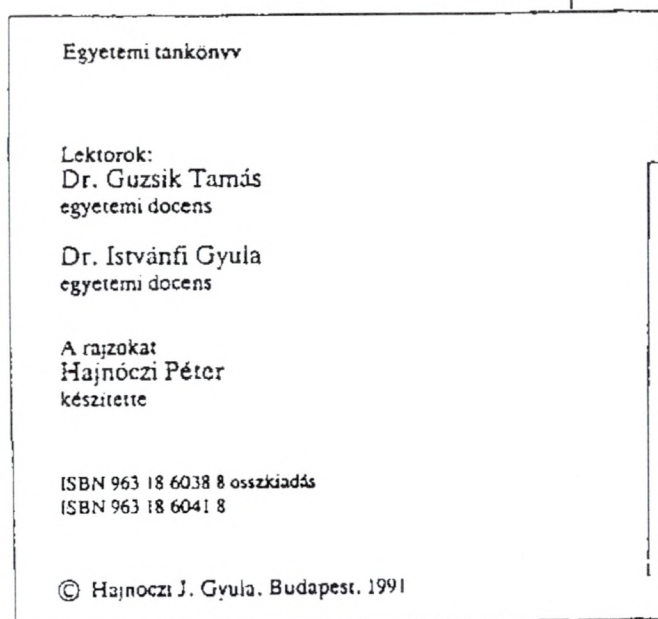 Egyetemi tankönyv
Lektorok:
Dr. Guzsik Tamás
egyetemi docens
Dr. Istvánfi Gyula
egyetemi docens
A rajzokat
Hajnóczi Péter
készítette
ISBN 963 18 6038 8 összkiadás
ISBN 963 18 6041 8
© Hajnoczi J. Gyula. Budapest. 1991